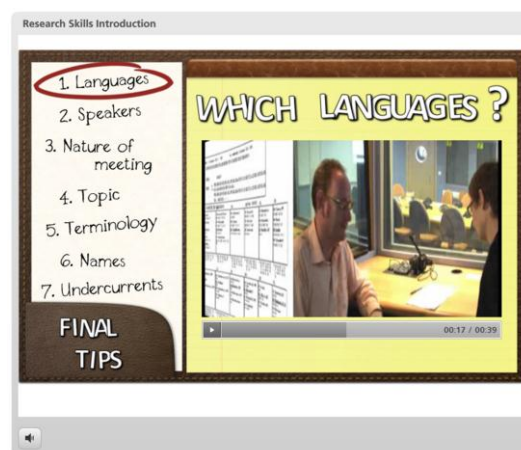 Research Skills Introduction
1. Languages
2. Speakers
3. Nature of
meeting
4. Topic
5. Terminology
6. Names
7. Undercurrents
FINAL
TIPS
WHICH LANGUAGES?
00:17 / 00:39